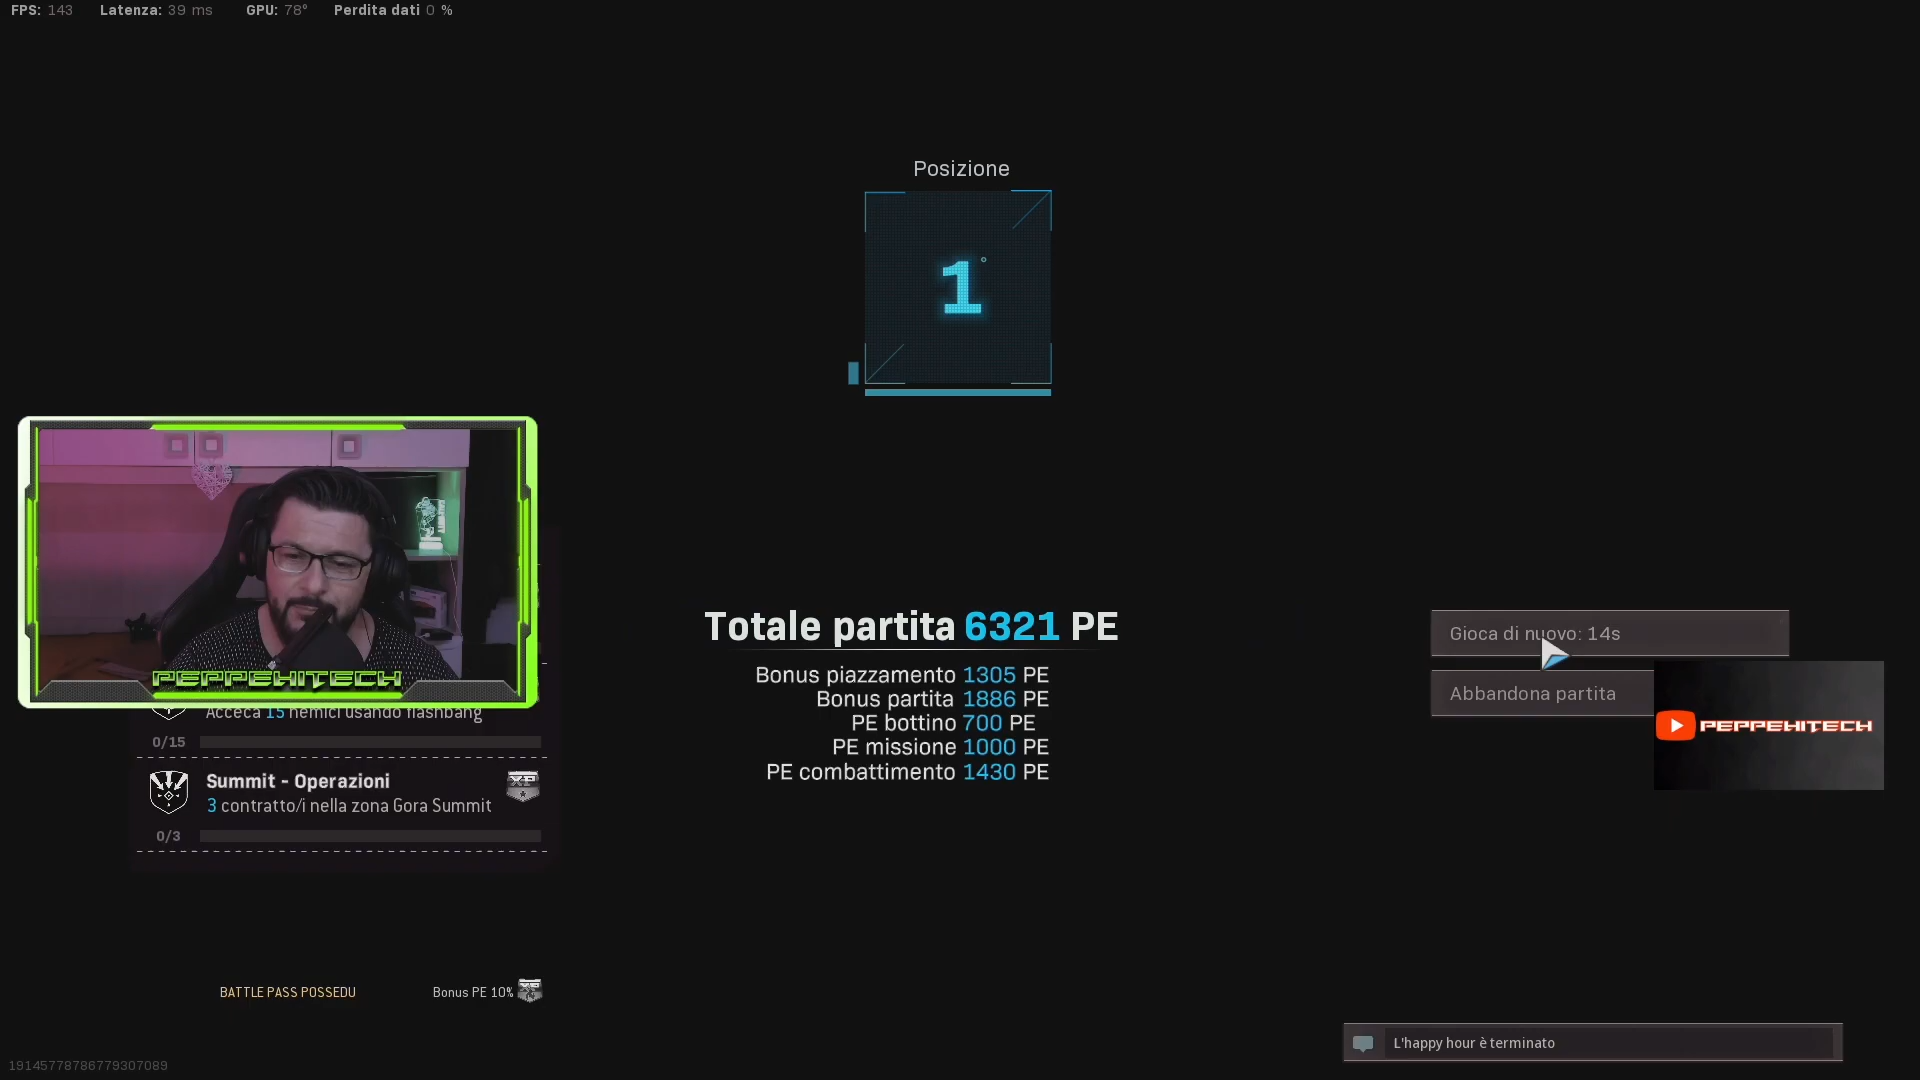 FPS: 143 Latenza: 39 ms GPU: 78° Perdita dati 0 %
Posizione
1°
PEPPEHITECH
Acceca 15 nemici usando flashbang
0/15
Summit - Operazioni
XP
3 contratto/i nella zona Gora Summit
0/3
Totale partita 6321 PE
Bonus piazzamento 1305 PE
Bonus partita 1886 PE
PE bottino 700 PE
PE missione 1000 PE
PE combattimento 1430 PE
Gioca di nuovo: 14s
Abbandona partita
PEPPEHITECH
BATTLE PASS POSSEDU
Bonus PE 10%
L'happy hour è terminato
19145778786779307089